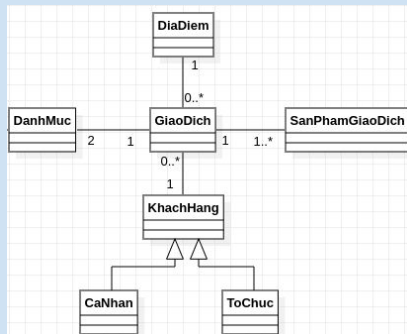 DiaDiem
1
0..*
DanhMuc
GiaoDich
SanPhamGiaoDich
2
1
1
1..*
0..*
1
KhachHang
CaNhan
ToChuc